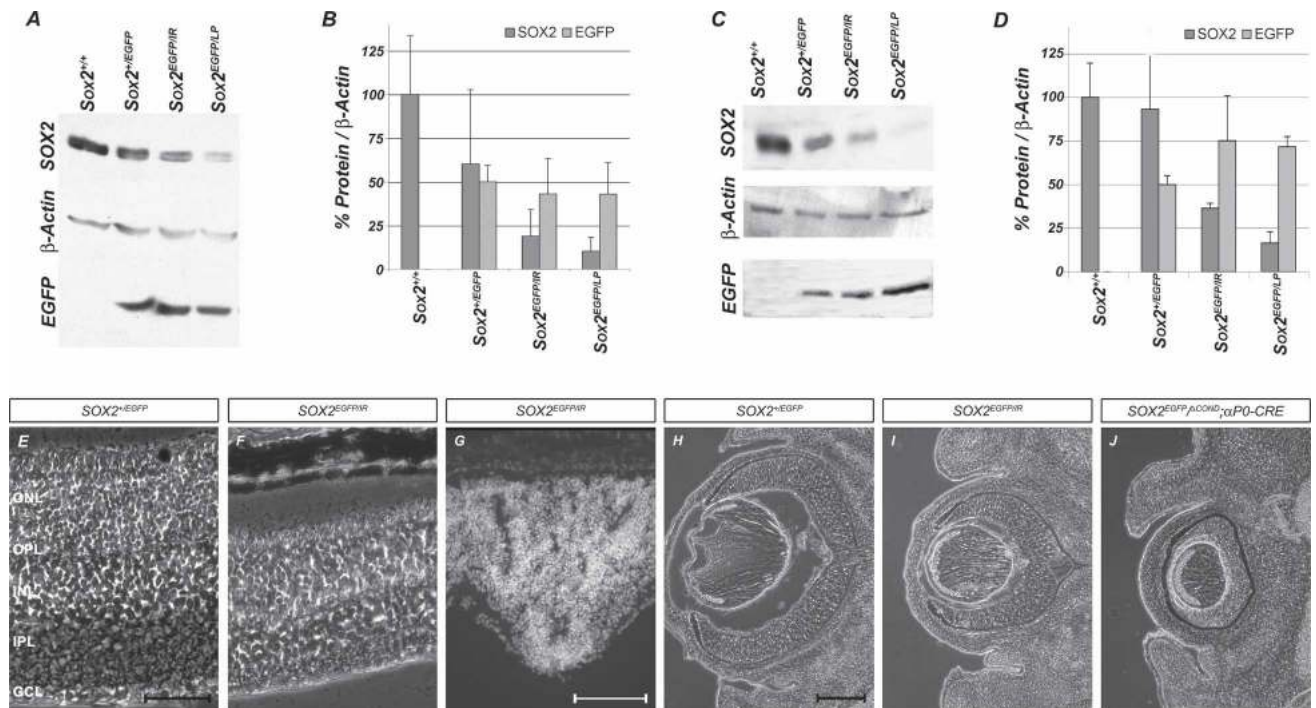 A
Sox2+/+
Sox2+/EGFP
Sox2EGFP/IR
Sox2EGFP/LP
SOX2
β-Actin
EGFP
B
SOX2 EGFP
% Protein / β-Actin
125
100
75
50
25
0
Sox2+/+
Sox2+/EGFP
Sox2EGFP/IR
Sox2EGFP/LP
C
Sox2+/+
Sox2+/EGFP
Sox2EGFP/IR
Sox2EGFP/LP
SOX2
β-Actin
EGFP
D
SOX2 EGFP
% Protein / β-Actin
125
100
75
50
25
0
Sox2+/+
Sox2+/EGFP
Sox2EGFP/IR
Sox2EGFP/LP
SOX2+/EGFP
SOX2EGFP/IR
SOX2EGFP/IR
SOX2+/EGFP
SOX2EGFP/IR
SOX2EGFP/ΔCOND;αP0-CRE
E
ONL
OPL
INL
IPL
GCL
F
G
H
I
J